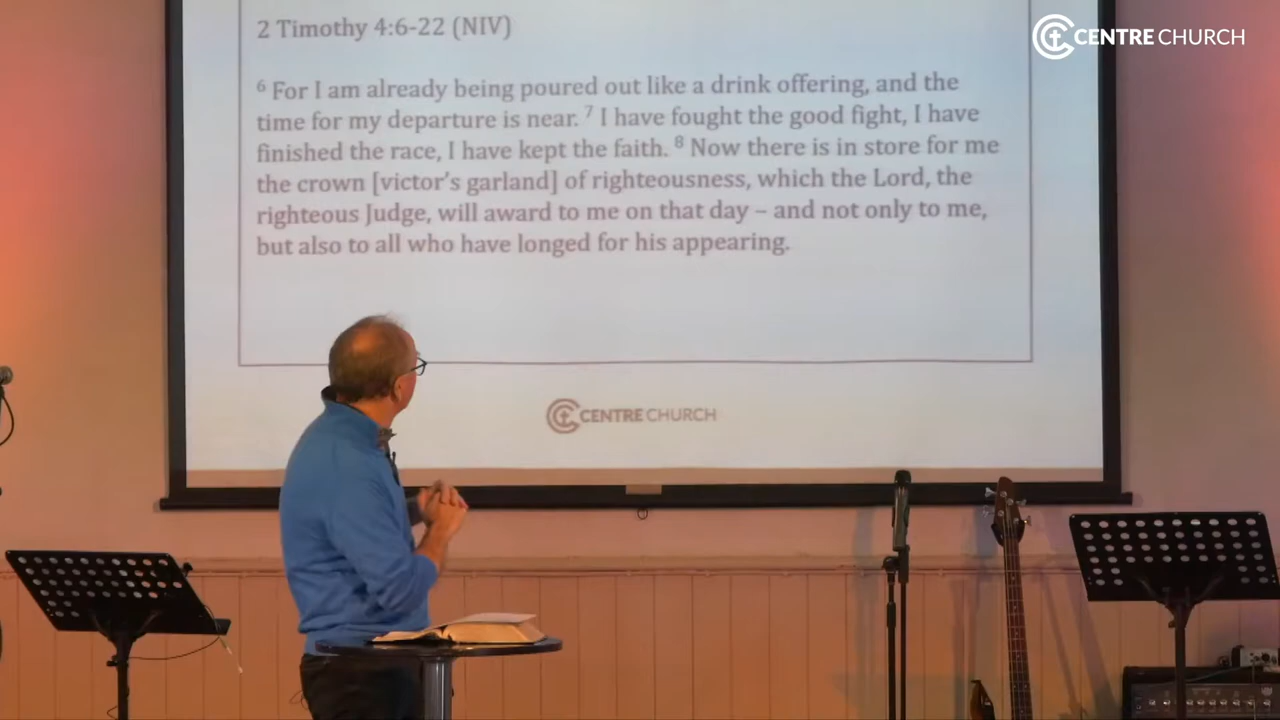 CENTRE CHURCH
2 Timothy 4:6-22 (NIV)
6 For I am already being poured out like a drink offering, and the
time for my departure is near. 7 I have fought the good fight, I have
finished the race, I have kept the faith. 8 Now there is in store for me
the crown [victor's garland] of righteousness, which the Lord, the
righteous Judge, will award to me on that day – and not only to me,
but also to all who have longed for his appearing.
CENTRE CHURCH